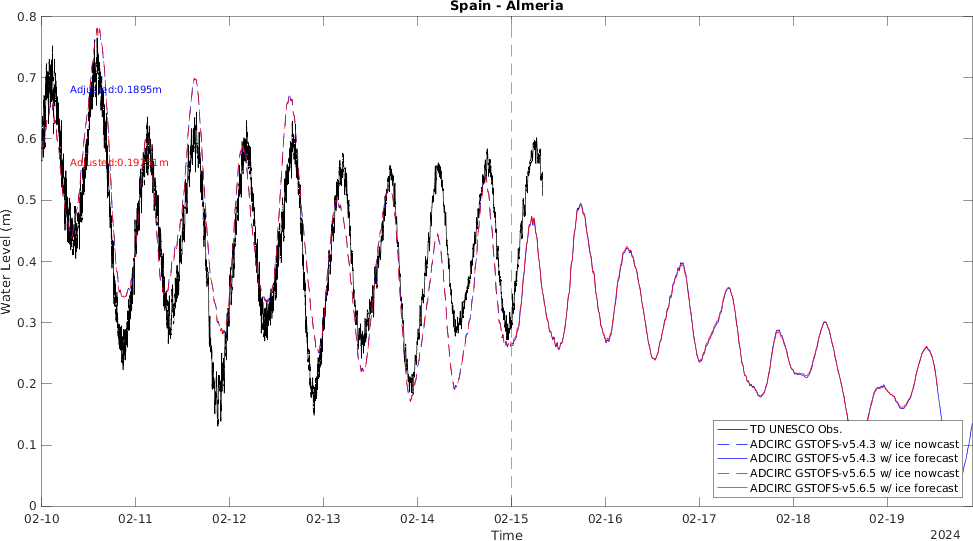 Spain - Almeria
0.8
0.7
0.6
0.5
0.4
0.3
0.2
0.1
0
Water Level (m)
Adjusted:0.1895m
TD UNESCO Obs.
ADCIRC GSTOFS-v5.4.3 w/ ice nowcast
ADCIRC GSTOFS-v5.4.3 w/ ice forecast
ADCIRC GSTOFS-v5.6.5 w/ ice nowcast
ADCIRC GSTOFS-v5.6.5 w/ ice forecast
02-10 02-11 02-12 02-13 02-14 02-15 02-16 02-17 02-18 02-19
Time
2024